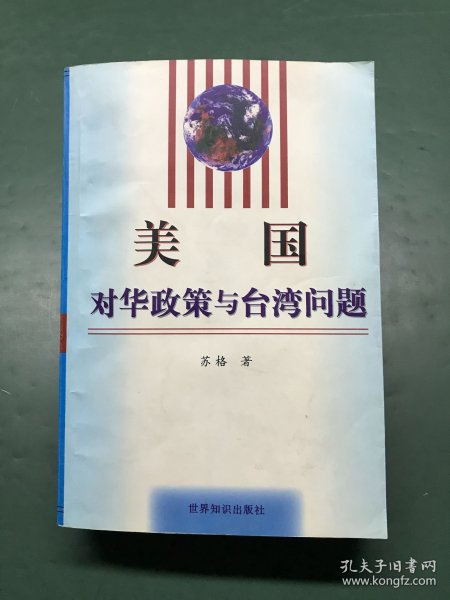 美 国
对华政策与台湾问题
苏格 著
世界知识出版社
孔夫子旧书网
www.kongfz.com